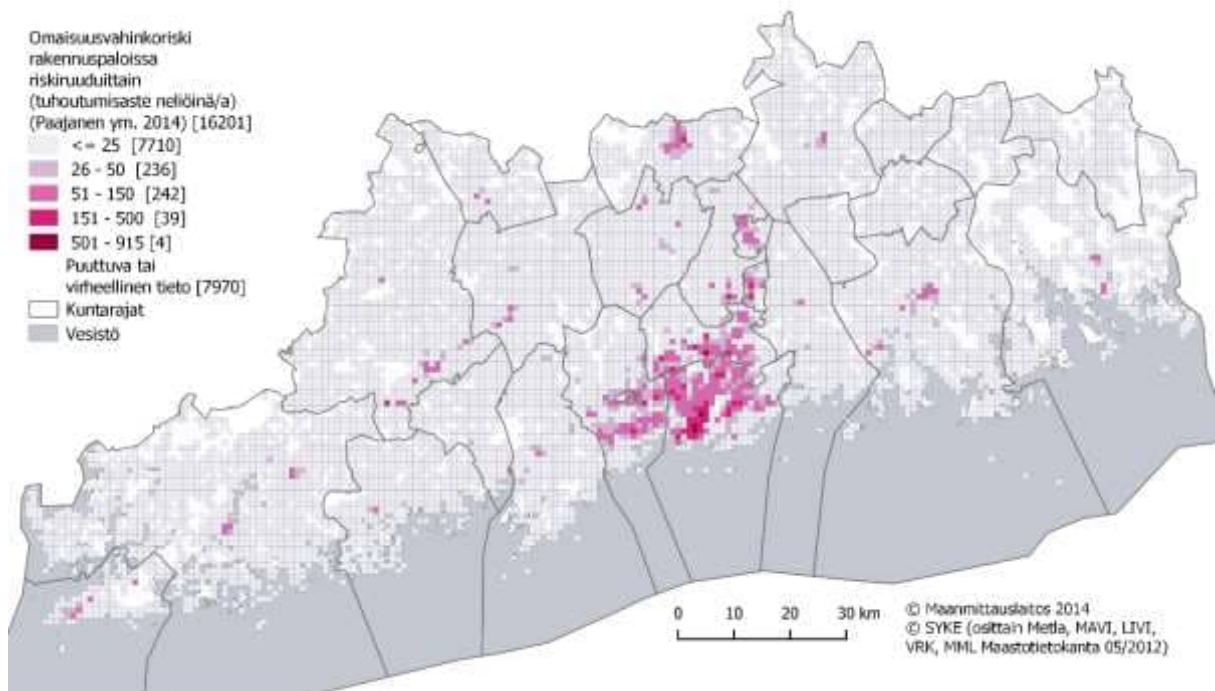 Omaisuusvahinkoriski
rakennuspaloissa
riskiruuduittain
(tuhoutumisaste neliöinä/a)
(Paajanen ym. 2014) [16201]
<= 25 [7710]
26 - 50 [236]
51 - 150 [242]
151 - 500 [39]
501 - 915 [4]
Puuttuva tai
virheellinen tieto [7970]
Kuntarajat
Vesistö
0 10 20 30 km
© Maanmittauslaitos 2014
© SYKE (osittain Metla, MAVI, LIVI,
VRK, MML Maastotietokanta 05/2012)